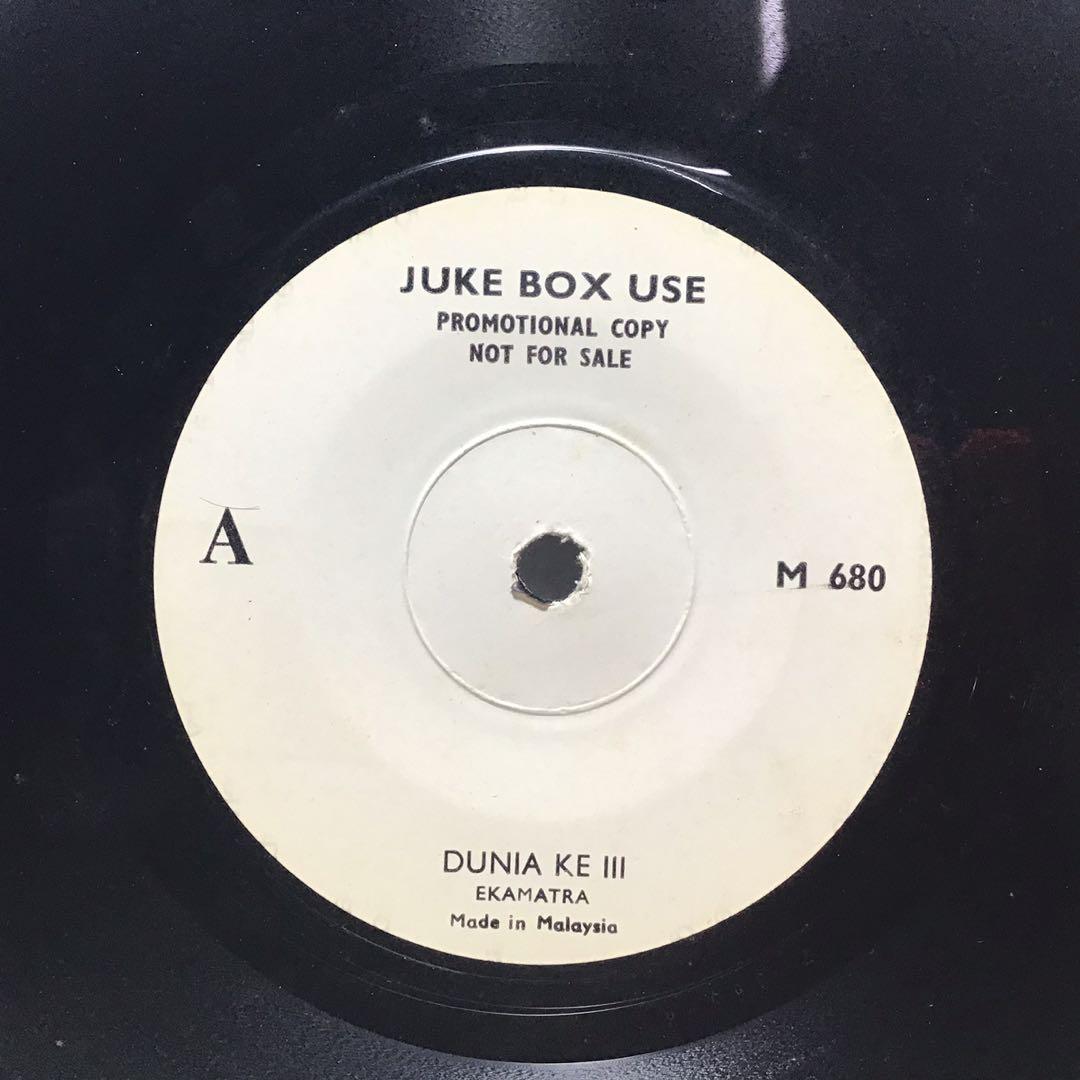 JUKE BOX USE
PROMOTIONAL COPY
NOT FOR SALE
A
M 680
DUNIA KE III
EKAMATRA
Made in Malaysia